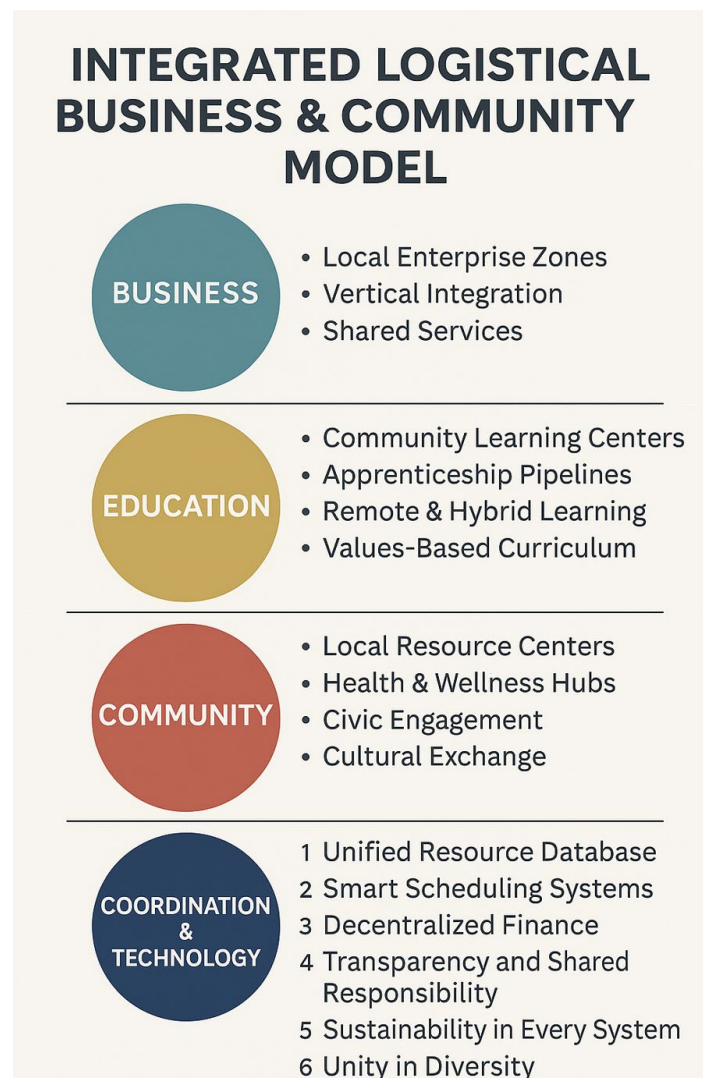 INTEGRATED LOGISTICAL
BUSINESS & COMMUNITY
MODEL
BUSINESS
• Local Enterprise Zones
• Vertical Integration
• Shared Services
EDUCATION
• Community Learning Centers
• Apprenticeship Pipelines
• Remote & Hybrid Learning
• Values-Based Curriculum
COMMUNITY
• Local Resource Centers
• Health & Wellness Hubs
• Civic Engagement
• Cultural Exchange
COORDINATION
&
TECHNOLOGY
1 Unified Resource Database
2 Smart Scheduling Systems
3 Decentralized Finance
4 Transparency and Shared
Responsibility
5 Sustainability in Every System
6 Unity in Diversity